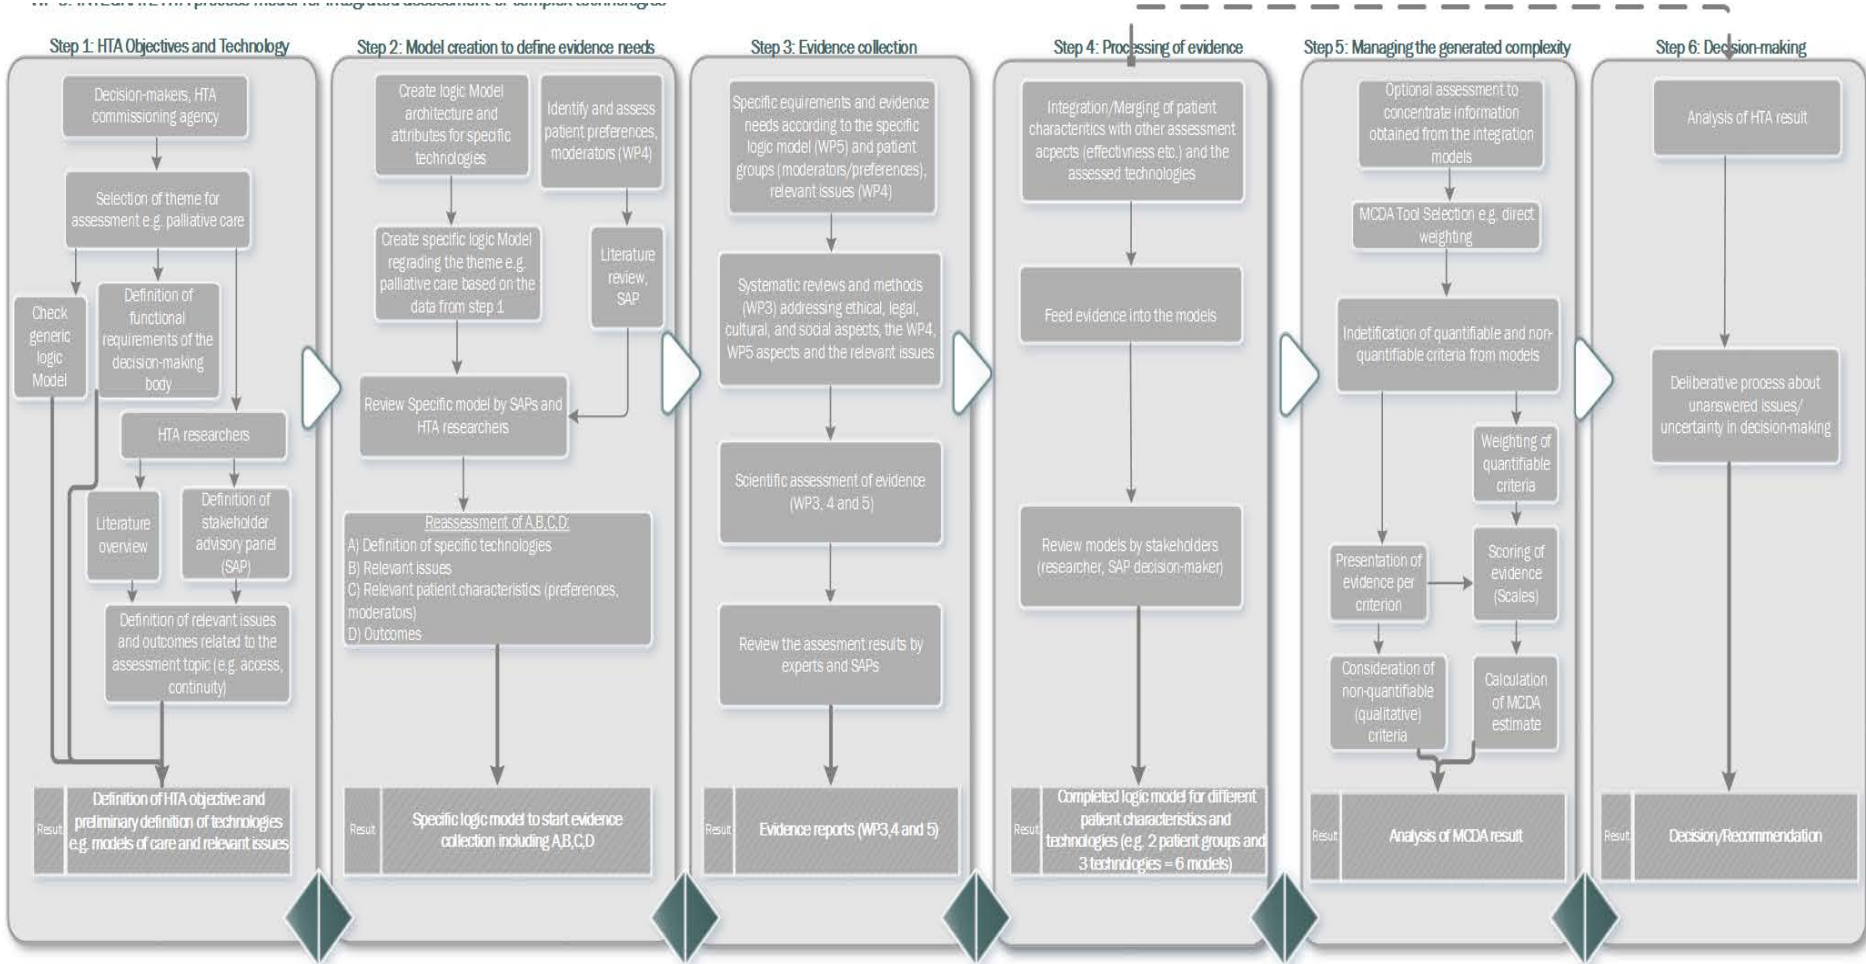 Step 1: HTA Objectives and Technology
Decision-makers, HTA
commissioning agency
Selection of theme for
assessment e.g. palliative care
Check
generic
logic
Model
Definition of
functional
requirements of the
decision-making
body
HTA researchers
Literature
overview
Definition of
stakeholder
advisory panel
(SAP)
Definition of relevant issues
and outcomes related to the
assessment topic (e.g. access,
continuity)
Result
Definition of HTA objective and
preliminary definition of technologies
e.g. models of care and relevant issues
Step 2: Model creation to define evidence needs
Create logic Model
architecture and
attributes for specific
technologies
Identify and assess
patient preferences,
moderators (WP4)
Create specific logic Model
regrading the theme e.g.
palliative care based on the
data from step 1
Literature
review,
SAP
Review Specific model by SAPs and
HTA researchers
Reassessment of A,B,C,D:
A) Definition of specific technologies
B) Relevant issues
C) Relevant patient characteristics (preferences,
moderators)
D) Outcomes
Result
Specific logic model to start evidence
collection including A,B,C,D
Step 3: Evidence collection
Specific equirements and evidence
needs according to the specific
logic model (WP5) and patient
groups (moderators/preferences),
relevant issues (WP4)
Systematic reviews and methods
(WP3) addressing ethical, legal,
cultural, and social aspects, the WP4,
WP5 aspects and the relevant issues
Scientific assessment of evidence
(WP3, 4 and 5)
Review the assesment results by
experts and SAPs
Result
Evidence reports (WP3,4 and 5)
Step 4: Processing of evidence
Integration/Merging of patient
characteritics with other assessment
acpects (effectivness etc.) and the
assessed technologies
Feed evidence into the models
Review models by stakeholders
(researcher, SAP decision-maker)
Result
Completed logic model for different
patient characteristics and
technologies (e.g. 2 patient groups and
3 technologies = 6 models)
Step 5: Managing the generated complexity
Optional assessment to
concentrate information
obtained from the integration
models
MCDA Tool Selection e.g. direct
weighting
Indetification of quantifiable and non-
quantifiable criteria from models
Weighting of
quantifiable
criteria
Presentation of
evidence per
criterion
Scoring of
evidence
(Scales)
Consideration of
non-quantifiable
(qualitative)
criteria
Calculation
of MCDA
estimate
Result
Analysis of MCDA result
Step 6: Decision-making
Analysis of HTA result
Deliberative process about
unanswered issues/
uncertainty in decision-making
Result
Decision/Recommendation